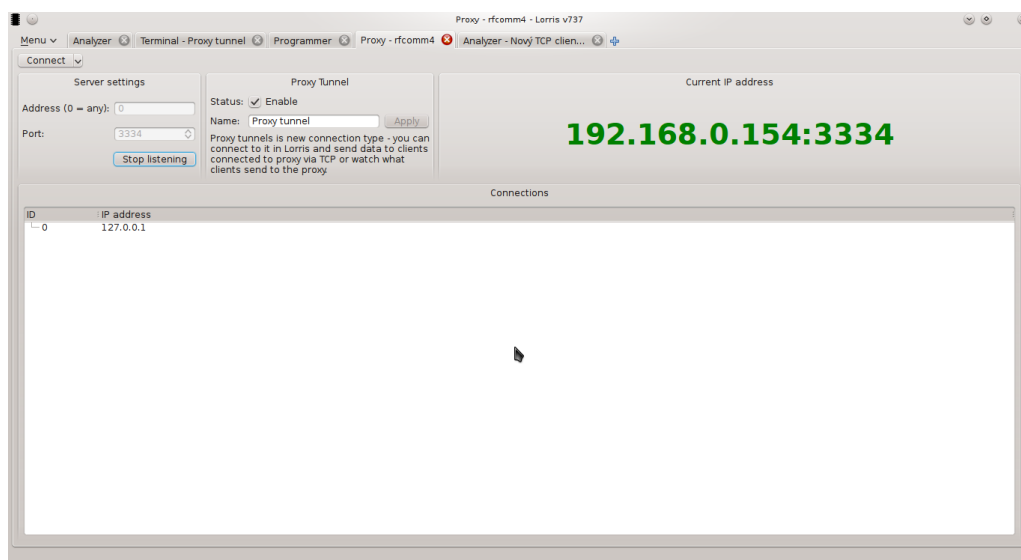 Proxy - rfcomm4 - Lorris v737
Menu Analyzer Terminal - Proxy tunnel Programmer Proxy - rfcomm4 Analyzer - Nový TCP clien...
Connect
Server settings
Address (0 = any): 0
Port: 3334
Stop listening
Proxy Tunnel
Status: Enable
Name: Proxy tunnel Apply
Proxy tunnels is new connection type - you can
connect to it in Lorris and send data to clients
connected to proxy via TCP or watch what
clients send to the proxy.
Current IP address
192.168.0.154:3334
Connections
ID IP address
0 127.0.0.1